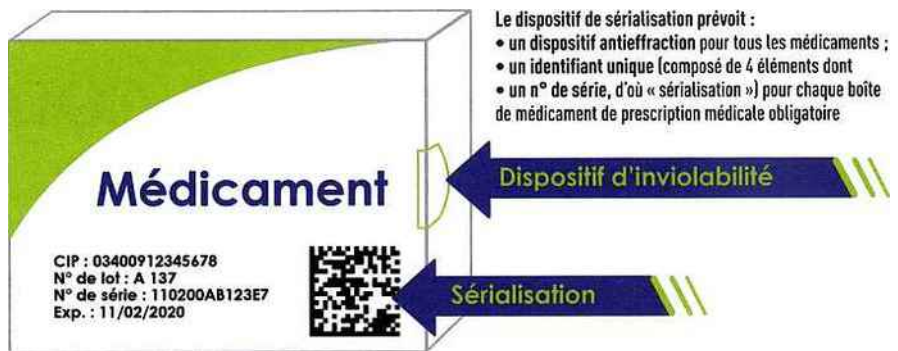 Le dispositif de sérialisation prévoit :
• un dispositif antieffraction pour tous les médicaments ;
• un identifiant unique (composé de 4 éléments dont
• un n° de série, d'où « sérialisation ») pour chaque boîte
de médicament de prescription médicale obligatoire
Médicament
Dispositif d'inviolabilité
CIP : 03400912345678
N° de lot : A 137
N° de série : 110200AB123E7
Exp. : 11/02/2020
Sérialisation